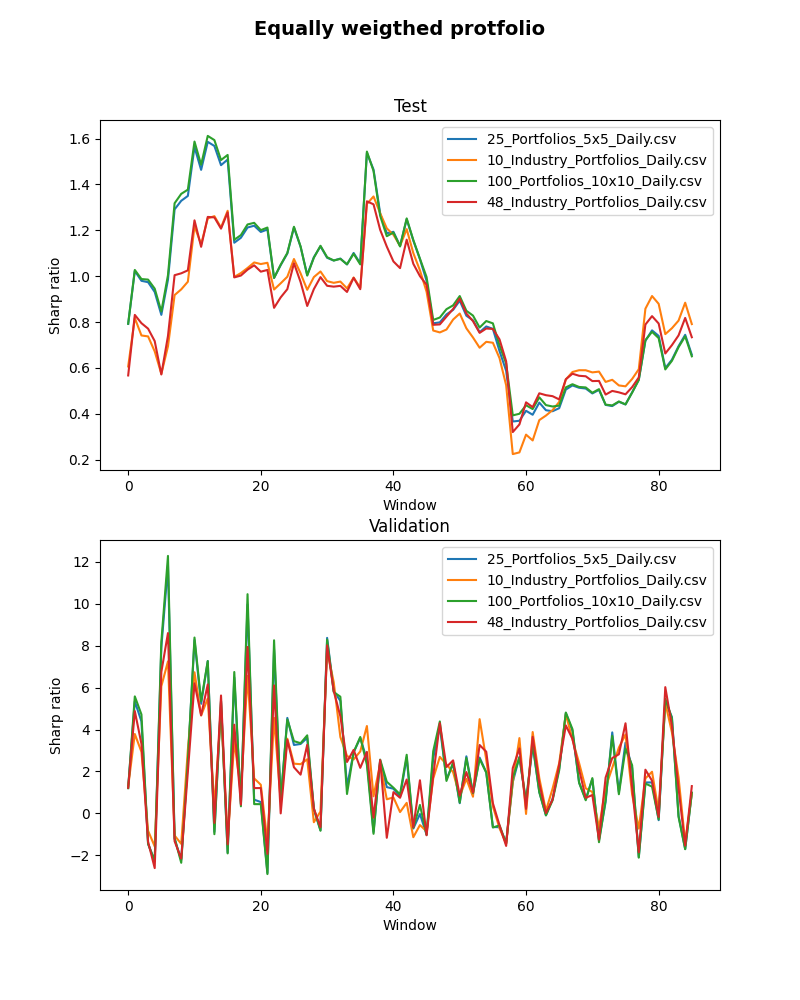 Equally weigthed protfolio
Test
25_Portfolios_5x5_Daily.csv
10_Industry_Portfolios_Daily.csv
100_Portfolios_10x10_Daily.csv
48_Industry_Portfolios_Daily.csv
1.6
1.4
1.2
1.0
0.8
0.6
0.4
0.2
Sharp ratio
0 20 40 60 80
Window
Validation
25_Portfolios_5x5_Daily.csv
10_Industry_Portfolios_Daily.csv
100_Portfolios_10x10_Daily.csv
48_Industry_Portfolios_Daily.csv
12
10
8
6
4
2
0
−2
Sharp ratio
0 20 40 60 80
Window